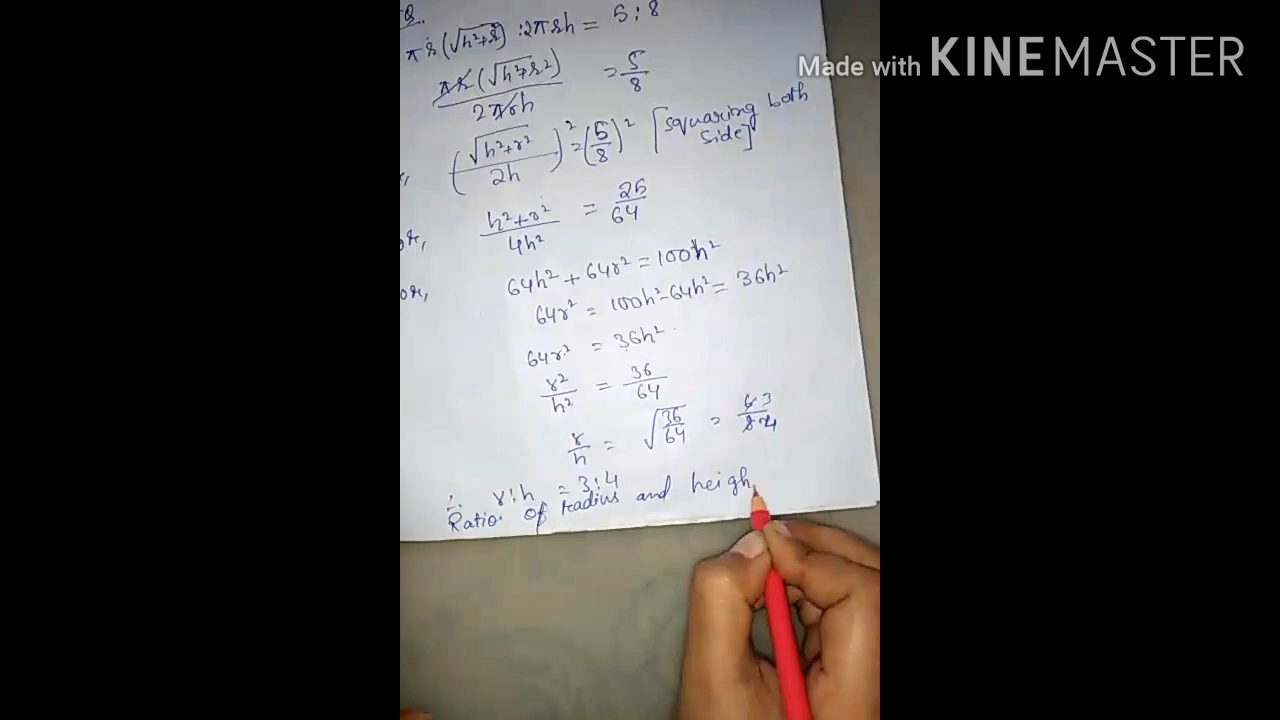 Q..
π r (√h²+r) : 2πrh = 5 : 8
πr (√h²+r²) / 2πrh = 5/8
(√h²+r² / 2h)² = (5/8)² [squaring both side]
or, h²+r² / 4h² = 25/64
or, 64h² + 64r² = 100h²
64r² = 100h² - 64h² = 36h²
64r² = 36h²
r²/h² = 36/64
r/h = √36/64 = 6 3 / 8 4
∴ r : h = 3:4
Ratio of radius and heigh
Made with KINEMASTER